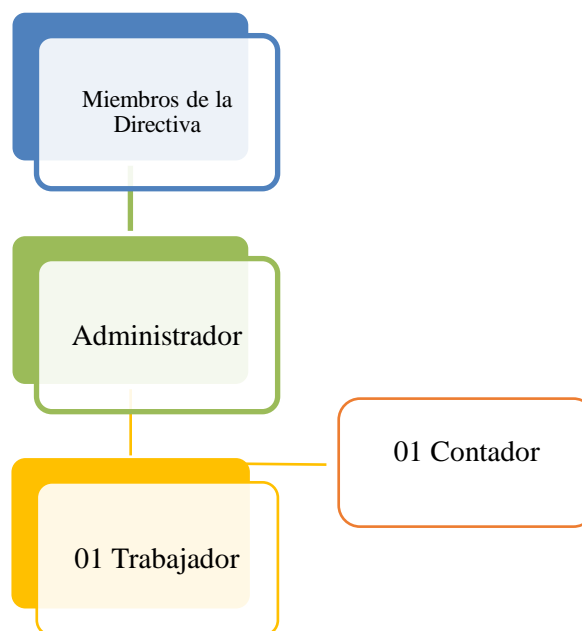 Miembros de la
Directiva
Administrador
01 Contador
01 Trabajador